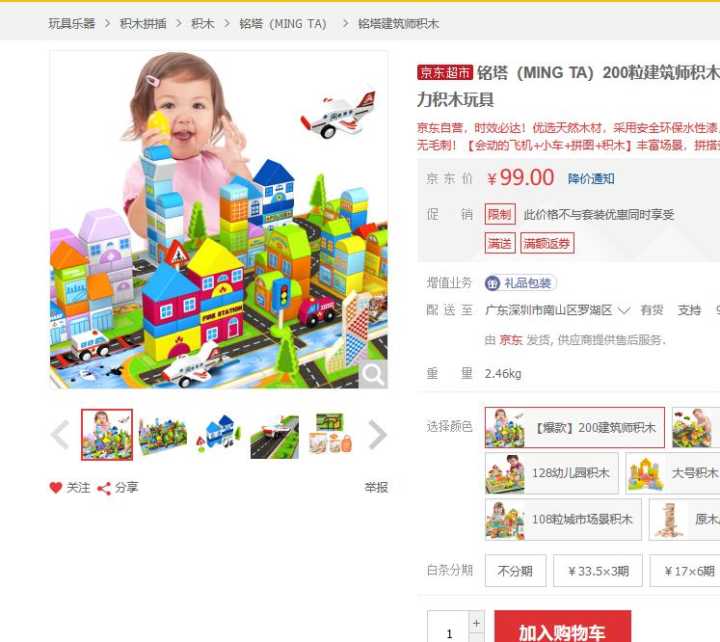 玩具乐器 > 积木拼插 > 积木 > 铭塔（MING TA） > 铭塔建筑师积木
京东超市 铭塔（MING TA）200粒建筑师积木
力积木玩具
京东自营，时效必达！优选天然木材，采用安全环保水性漆
无毛刺！【会动的飞机+小车+拼图+积木】丰富场景，拼搭
京东价 ￥99.00 降价通知
促销 限制 此价格不与套装优惠同时享受
满送 满额返券
增值业务 礼品包装
配送至 广东深圳市南山区罗湖区 有货 支持
由 京东 发货, 供应商提供售后服务.
重量 2.46kg
选择颜色 【爆款】200建筑师积木
128幼儿园积木 大号积木
108粒城市场景积木 原木
白条分期 不分期 ￥33.5×3期 ￥17×6期
1 + 加入购物车
FIRE STATION
关注 分享 举报